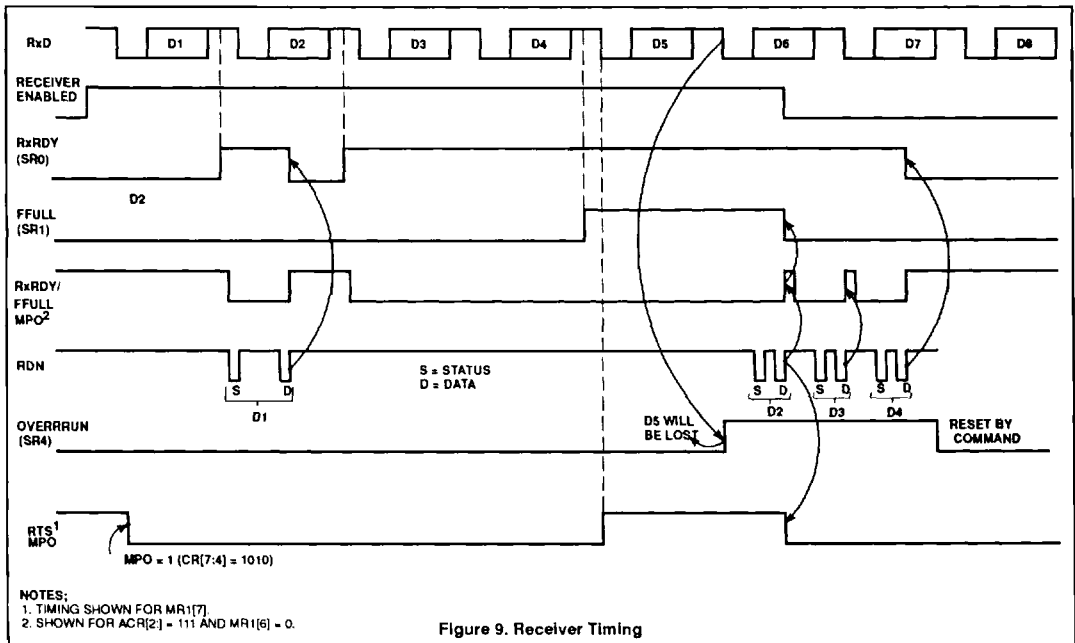 RxD D1 D2 D3 D4 D5 D6 D7 D8
RECEIVER
ENABLED
RxRDY
(SR0)
D2
FFULL
(SR1)
RxRDY/
FFULL
MPO2
RDN
S = STATUS
D = DATA
S D S D S D S D
D1 D2 D3 D4
OVERRRUN
(SR4)
D5 WILL
BE LOST
RESET BY
COMMAND
RTS1
MPO
MPO = 1 (CR[7:4] = 1010)
NOTES;
1. TIMING SHOWN FOR MR1[7].
2. SHOWN FOR ACR[2:] = 111 AND MR1[6] = 0.
Figure 9. Receiver Timing